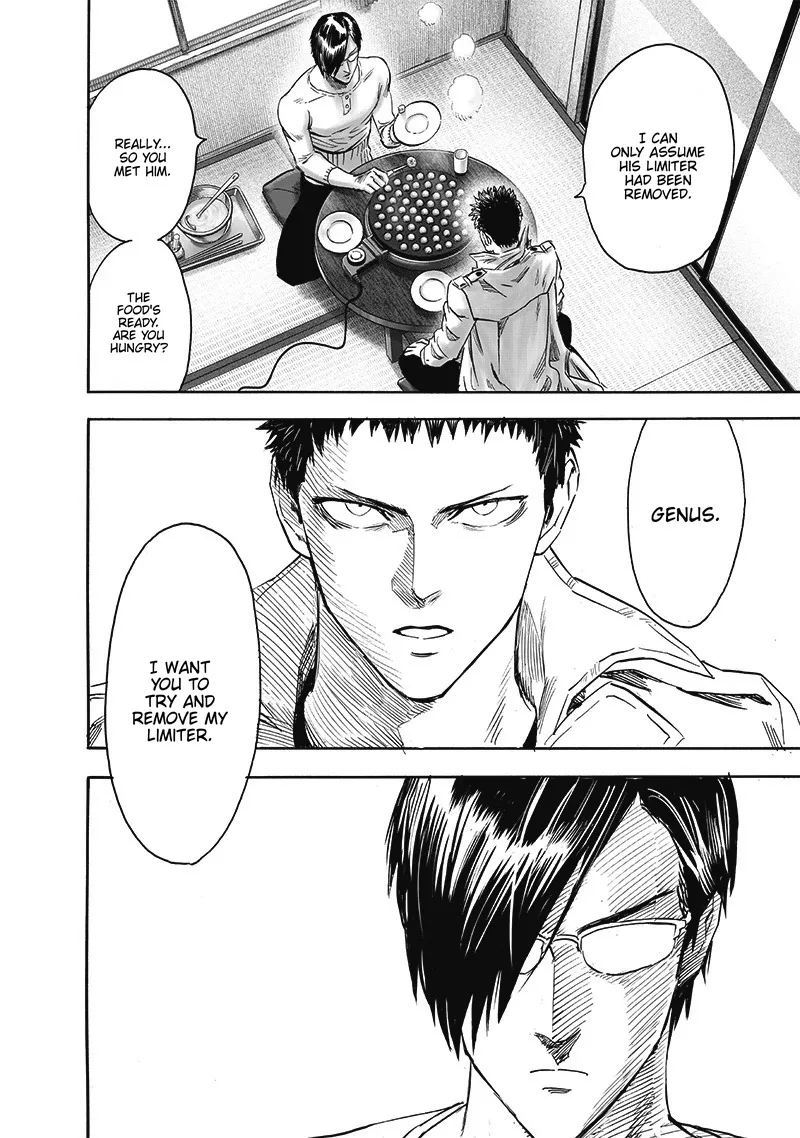 I CAN
ONLY ASSUME
HIS LIMITER
HAD BEEN
REMOVED.
REALLY...
SO YOU
MET HIM.
THE
FOOD'S
READY.
ARE YOU
HUNGRY?
GENUS.
I WANT
YOU TO
TRY AND
REMOVE MY
LIMITER.